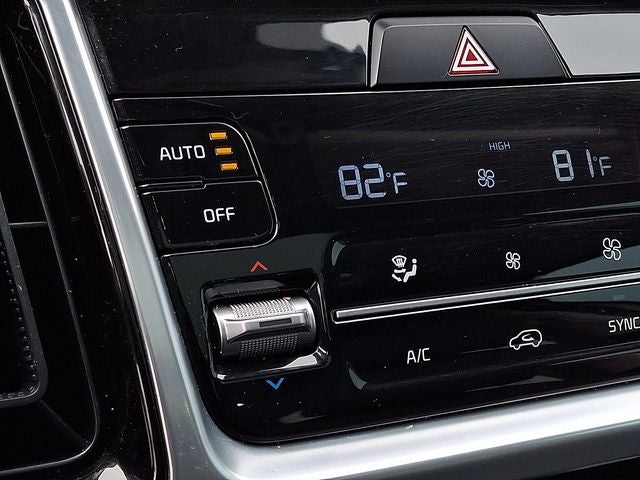 AUTO
HIGH
82°F
81°F
OFF
A/C
SYNC